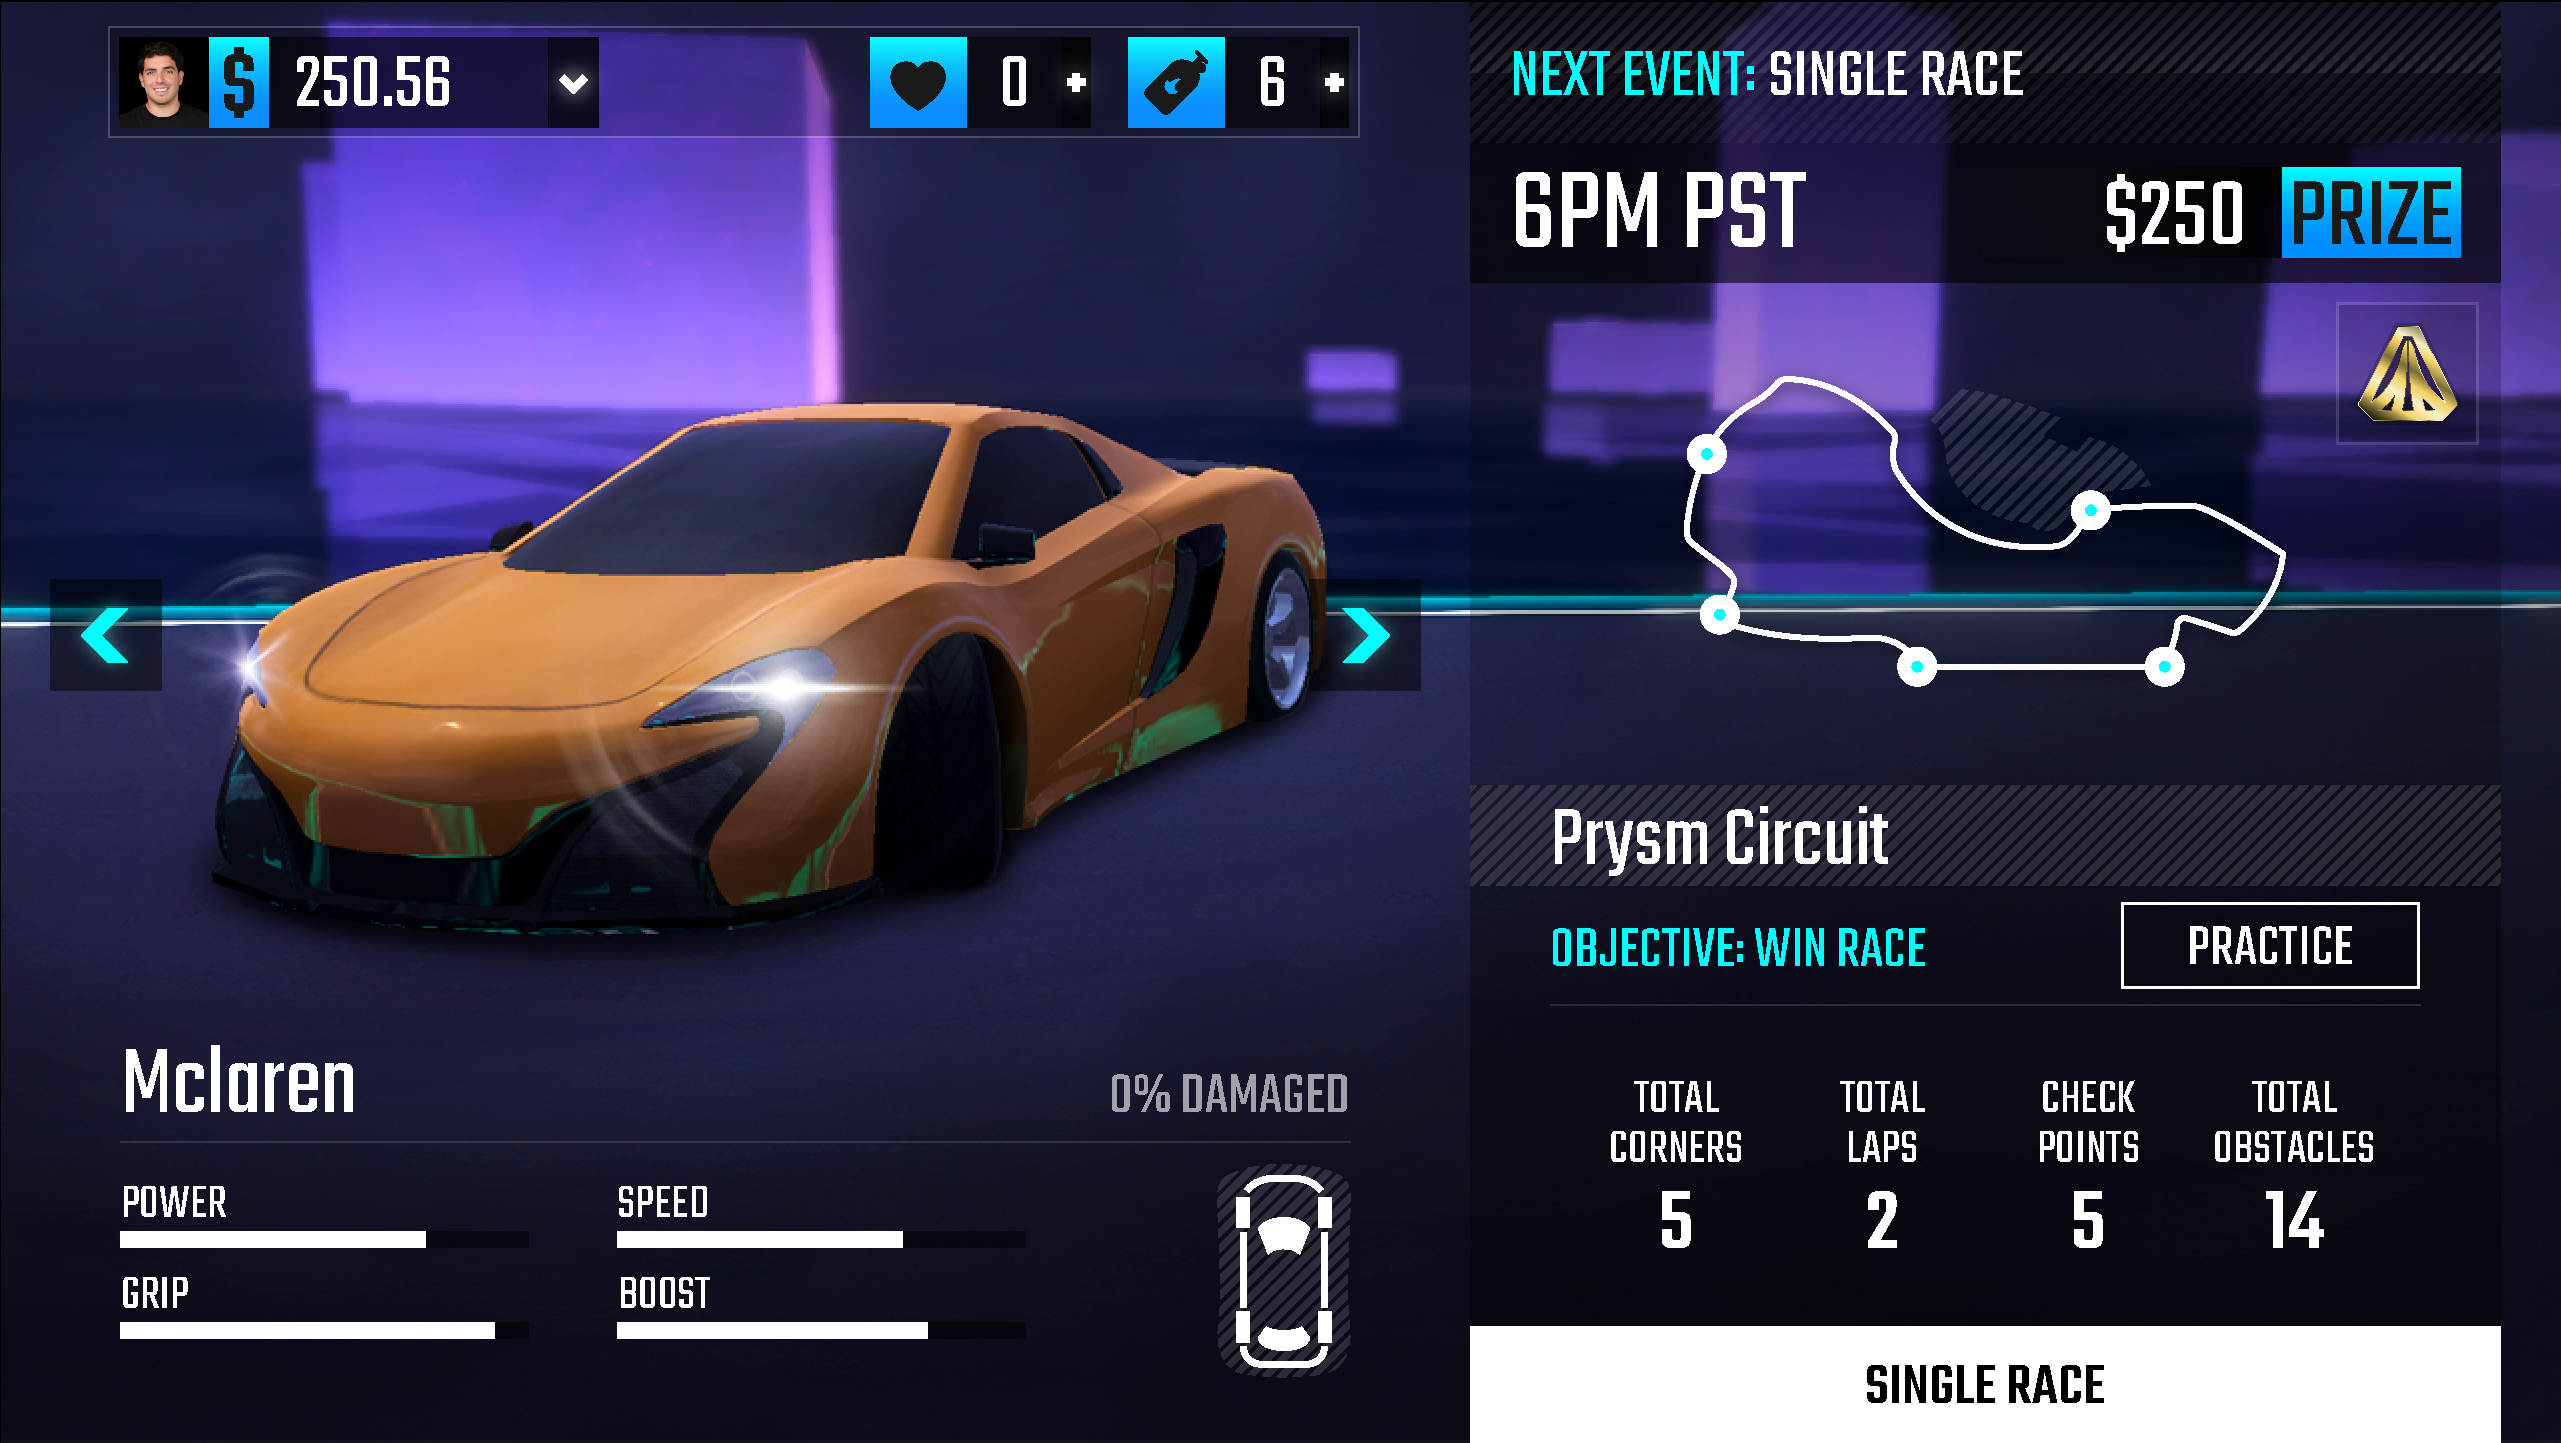 $ 250.56
0 +
6 +
NEXT EVENT: SINGLE RACE
6PM PST
$250 PRIZE
Prysm Circuit
OBJECTIVE: WIN RACE
PRACTICE
TOTAL CORNERS
5
TOTAL LAPS
2
CHECK POINTS
5
TOTAL OBSTACLES
14
SINGLE RACE
Mclaren
0% DAMAGED
POWER
SPEED
GRIP
BOOST